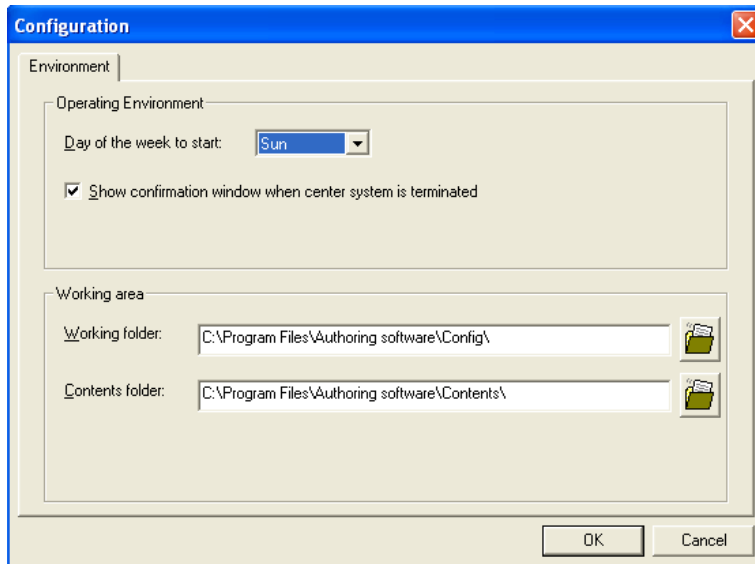 Configuration
Environment
Operating Environment
Day of the week to start: Sun
Show confirmation window when center system is terminated
Working area
Working folder: C:\Program Files\Authoring software\Config\
Contents folder: C:\Program Files\Authoring software\Contents\
OK Cancel